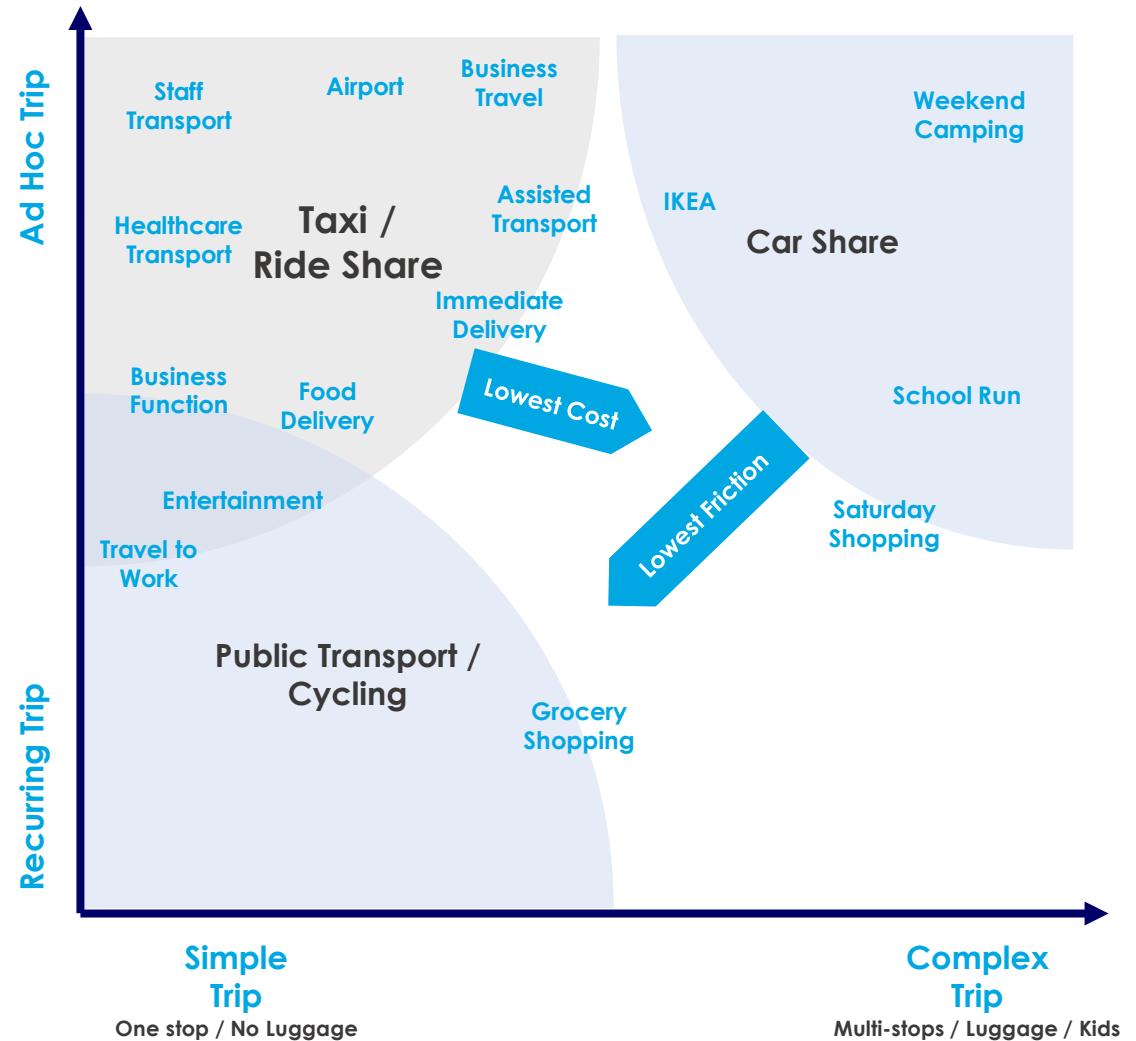 Ad Hoc Trip
Recurring Trip
Staff
Transport
Airport
Business
Travel
Healthcare
Transport
Taxi /
Ride Share
Assisted
Transport
Immediate
Delivery
Business
Function
Food
Delivery
Entertainment
Travel to
Work
Weekend
Camping
IKEA
Car Share
School Run
Saturday
Shopping
Lowest Cost
Lowest Friction
Public Transport /
Cycling
Grocery
Shopping
Simple
Trip
One stop / No Luggage
Complex
Trip
Multi-stops / Luggage / Kids